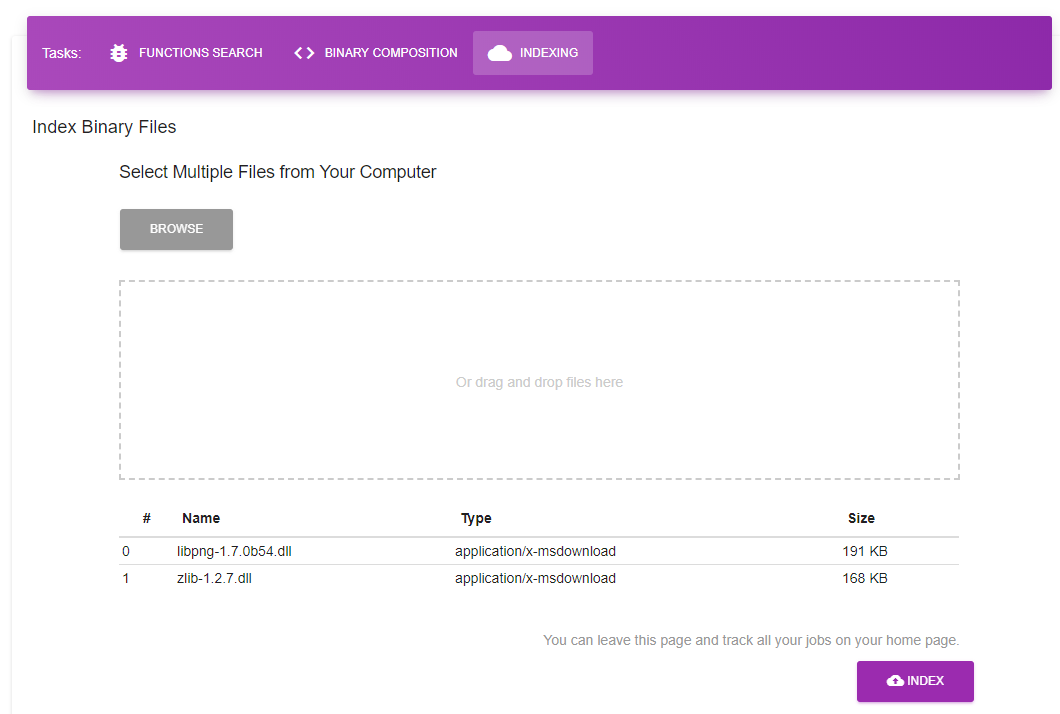 Tasks: FUNCTIONS SEARCH BINARY COMPOSITION INDEXING
Index Binary Files
Select Multiple Files from Your Computer
BROWSE
Or drag and drop files here
# Name Type Size
0 libpng-1.7.0b54.dll application/x-msdownload 191 KB
1 zlib-1.2.7.dll application/x-msdownload 168 KB
You can leave this page and track all your jobs on your home page.
INDEX